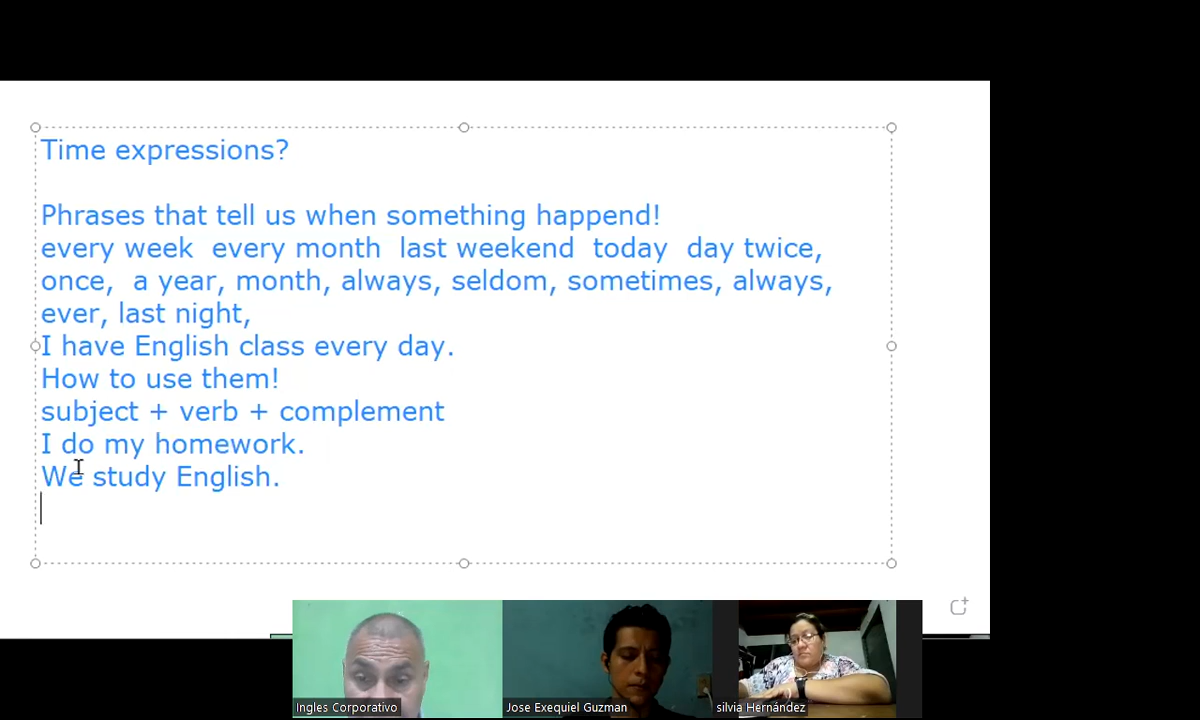 Time expressions?
Phrases that tell us when something happend!
every week  every month  last weekend  today  day twice,
once,  a year, month, always, seldom, sometimes, always,
ever, last night,
I have English class every day.
How to use them!
subject + verb + complement
I do my homework.
We study English.
Ingles Corporativo
Jose Exequiel Guzman
silvia Hernández